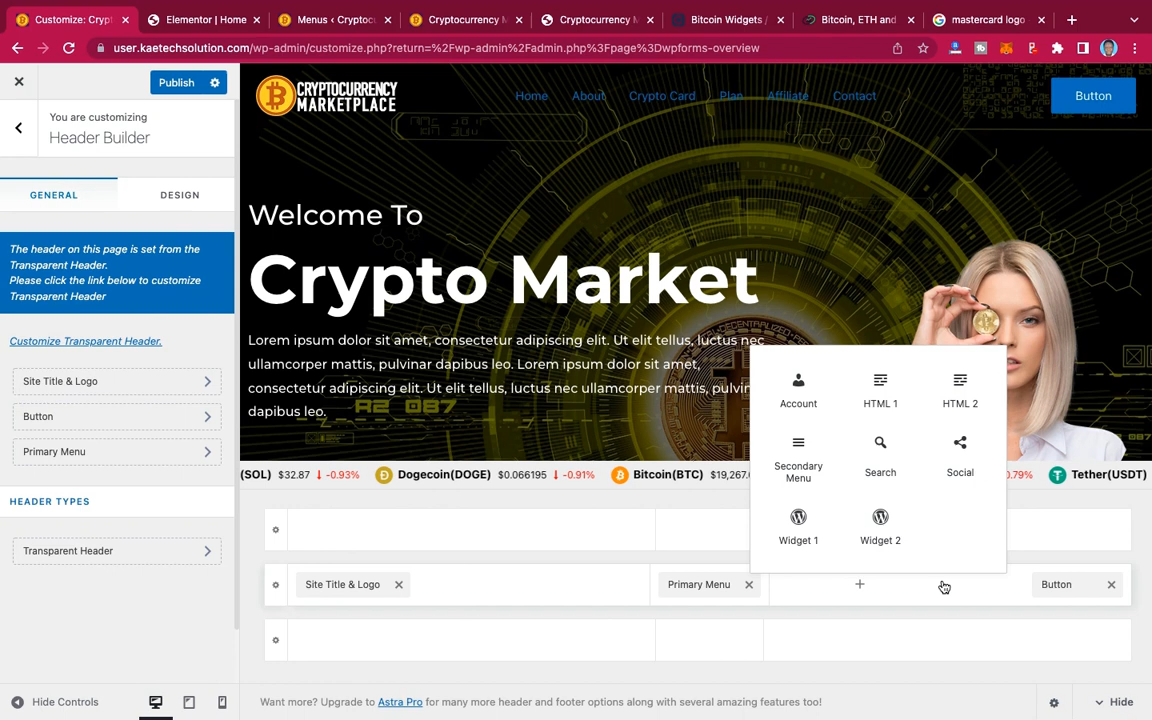 Customize: Crypt
Elementor | Home
Menus ‹ Cryptoc
Cryptocurrency M
Cryptocurrency M
Bitcoin Widgets /
Bitcoin, ETH and
mastercard logo
user.kaetechsolution.com/wp-admin/customize.php?return=%2Fwp-admin%2Fadmin.php%3Fpage%3Dwpforms-overview
Publish
You are customizing
Header Builder
GENERAL
DESIGN
The header on this page is set from the
Transparent Header.
Please click the link below to customize
Transparent Header
Customize Transparent Header.
Site Title & Logo
Button
Primary Menu
HEADER TYPES
Transparent Header
Hide Controls
CRYPTOCURRENCY
MARKETPLACE
Home
About
Crypto Card
Plan
Affiliate
Contact
Button
Welcome To
Crypto Market
Lorem ipsum dolor sit amet, consectetur adipiscing elit. Ut elit tellus, luctus nec
ullamcorper mattis, pulvinar dapibus leo. Lorem ipsum dolor sit amet,
consectetur adipiscing elit. Ut elit tellus, luctus nec ullamcorper mattis, pulvin
dapibus leo.
(SOL) $32.87 -0.93%
Dogecoin(DOGE) $0.066195 -0.91%
Bitcoin(BTC) $19,267.
0.79%
Tether(USDT)
Account
HTML 1
HTML 2
Secondary
Menu
Search
Social
Widget 1
Widget 2
Site Title & Logo
Primary Menu
Button
Want more? Upgrade to Astra Pro for many more header and footer options along with several amazing features too!
Hide